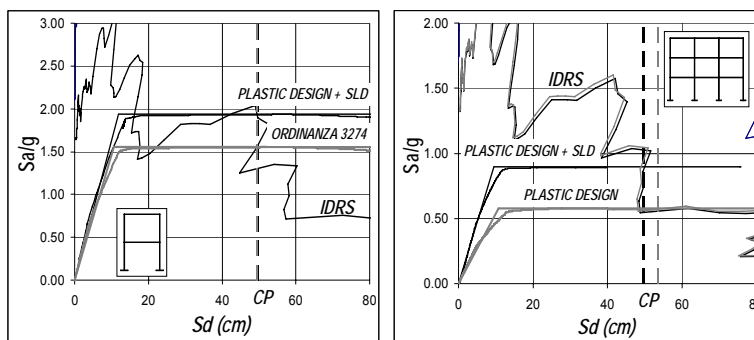 3.00
2.50
2.00
1.50
1.00
0.50
0.00
Sa/g
PLASTIC DESIGN + SLD
ORDINANZA 3274
IDRS
0
20
40
60
80
CP
Sd (cm)
2.00
1.50
1.00
0.50
0.00
Sa/g
IDRS
PLASTIC DESIGN + SLD
PLASTIC DESIGN
0
20
40
60
80
CP
Sd (cm)